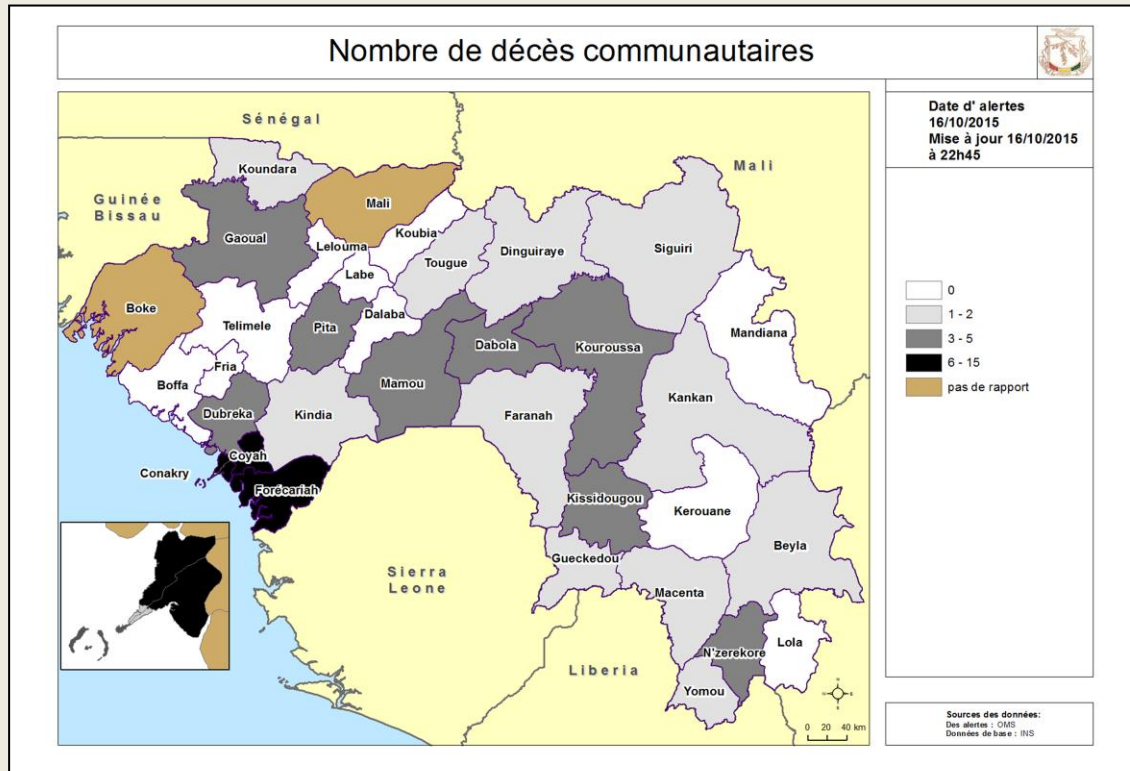 Nombre de décès communautaires
Date d' alertes
16/10/2015
Mise à jour 16/10/2015
à 22h45
Sénégal
Mali
Guinée
Bissau
Koundara
Mali
Gaoual
Koubia
Lelouma
Labe
Tougue
Dinguiraye
Siguiri
Boke
Telimele
Pita
Dalaba
Mandiana
Dabola
Kouroussa
Fria
Boffa
Mamou
Kankan
Dubreka
Kindia
Faranah
Coyah
Conakry
Forécariah
Kissidougou
Kerouane
Beyla
Gueckedou
Sierra
Leone
Macenta
Lola
N'zerekore
Liberia
Yomou
N
W
E
S
0 20 40 km
0
1 - 2
3 - 5
6 - 15
pas de rapport
Sources des données:
Des alertes : OMS
Données de base : INS